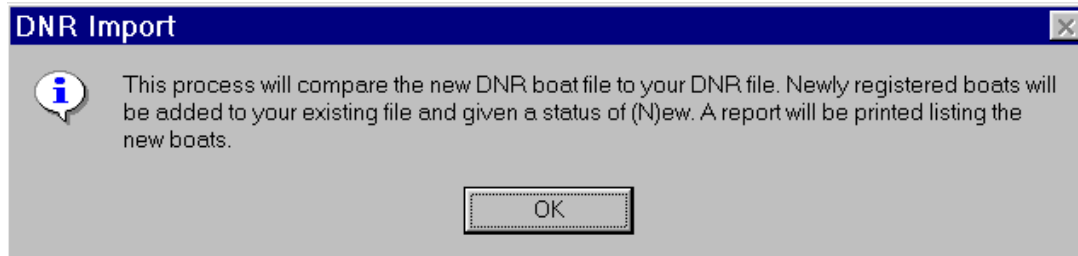 DNR Import
This process will compare the new DNR boat file to your DNR file. Newly registered boats will
be added to your existing file and given a status of (N)ew. A report will be printed listing the
new boats.
OK